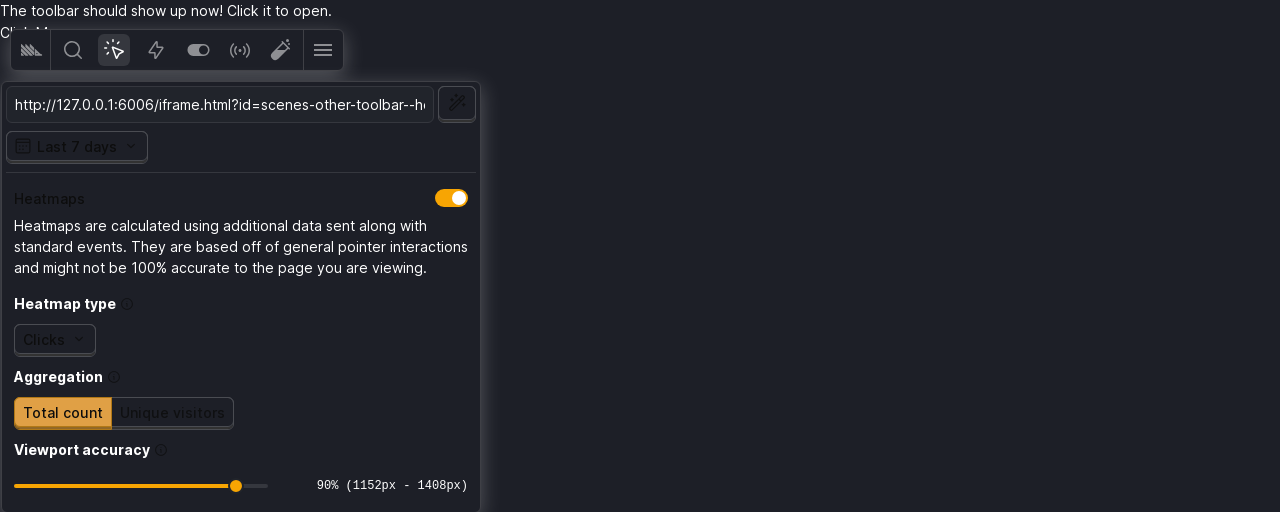 The toolbar should show up now! Click it to open.
http://127.0.0.1:6006/iframe.html?id=scenes-other-toolbar--h
Last 7 days
Heatmaps
Heatmaps are calculated using additional data sent along with
standard events. They are based off of general pointer interactions
and might not be 100% accurate to the page you are viewing.
Heatmap type
Clicks
Aggregation
Total count Unique visitors
Viewport accuracy
90% (1152px - 1408px)